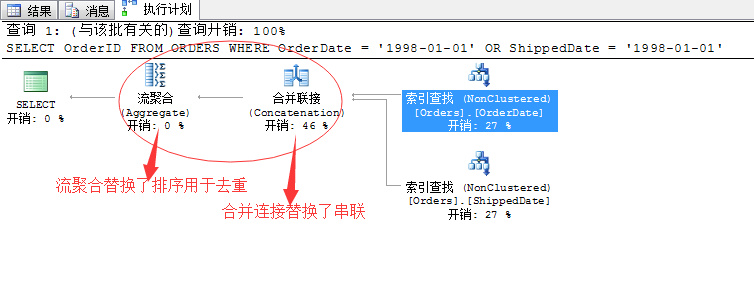 结果 消息 执行计划
查询 1: (与该批有关的)查询开销: 100%
SELECT OrderID FROM ORDERS WHERE OrderDate = '1998-01-01' OR ShippedDate = '1998-01-01'
SELECT
开销: 0 %
流聚合
(Aggregate)
开销: 0 %
合并联接
(Concatenation)
开销: 46 %
索引查找 (NonClustered)
[Orders].[OrderDate]
开销: 27 %
索引查找 (NonClustered)
[Orders].[ShippedDate]
开销: 27 %
流聚合替换了排序用于去重
合并连接替换了串联